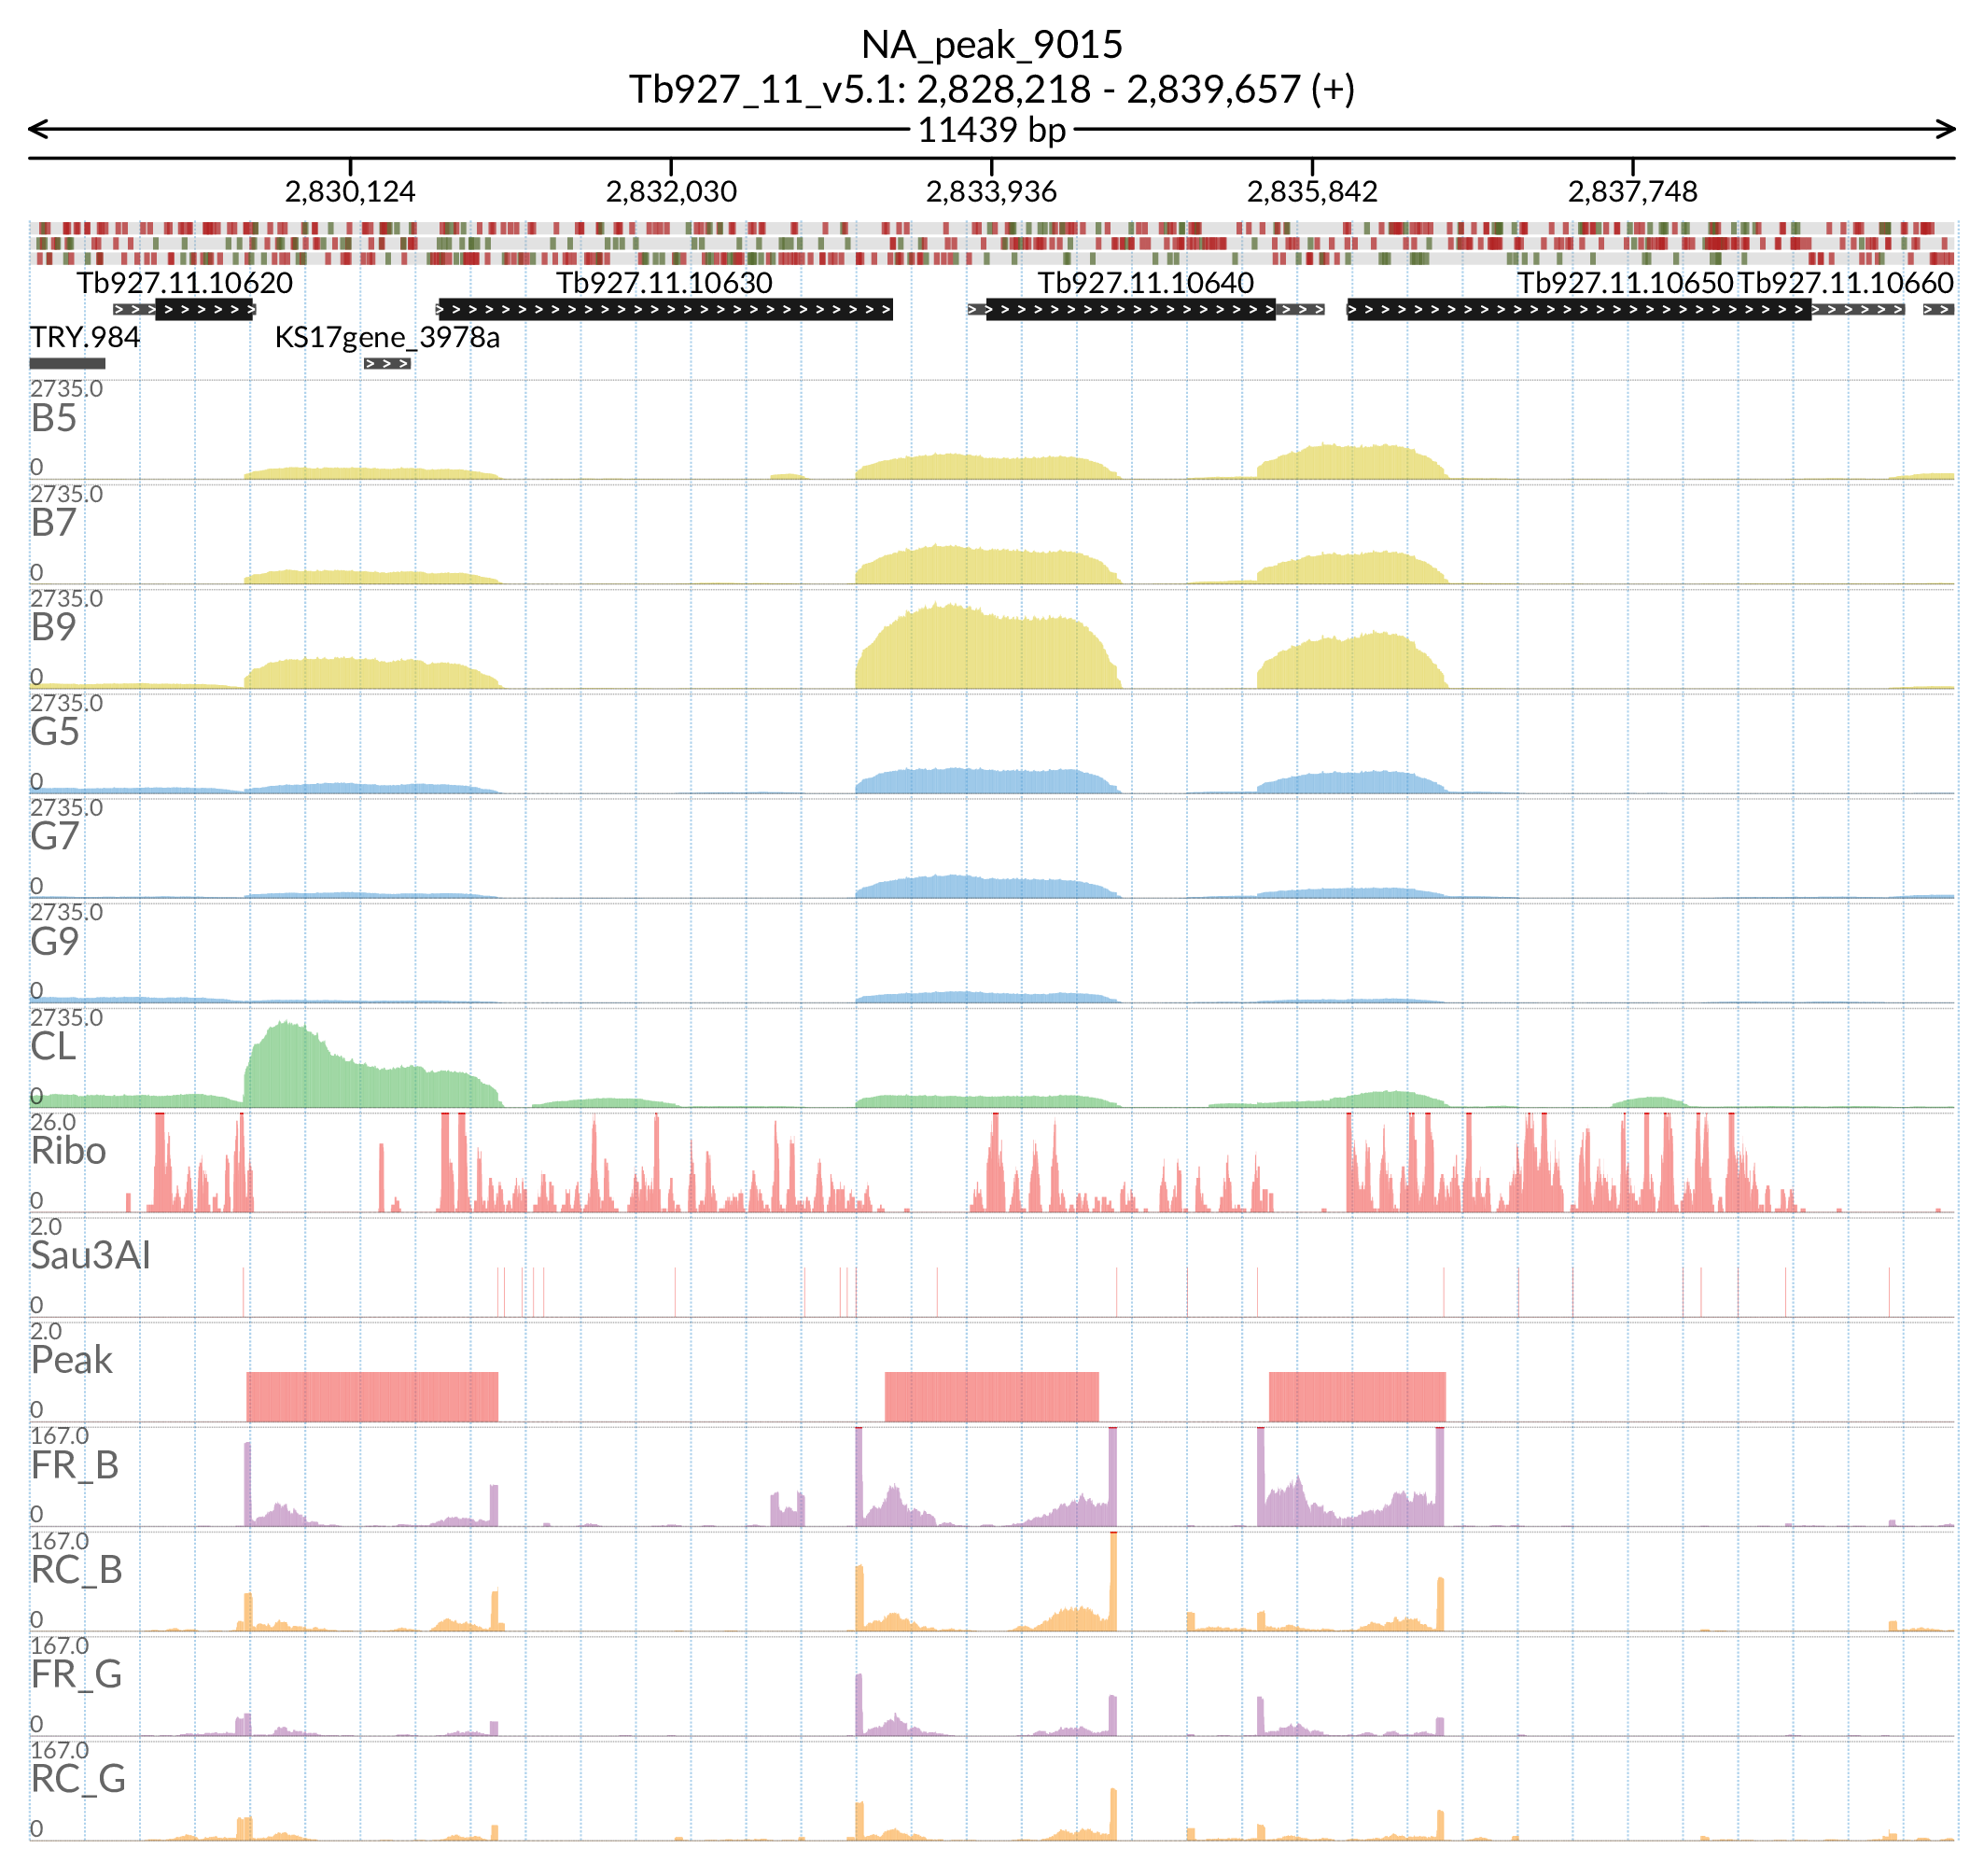 NA_peak_9015
Tb927_11_v5.1: 2,828,218 - 2,839,657 (+)
11439 bp
2,830,124 2,832,030 2,833,936 2,835,842 2,837,748
Tb927.11.10620 Tb927.11.10630 Tb927.11.10640 Tb927.11.10650 Tb927.11.10660
TRY.984 KS17gene_3978a
2735.0
B5
0
2735.0
B7
0
2735.0
B9
0
2735.0
G5
0
2735.0
G7
0
2735.0
G9
0
2735.0
CL
0
26.0
Ribo
0
2.0
Sau3AI
0
2.0
Peak
0
167.0
FR_B
0
167.0
RC_B
0
167.0
FR_G
0
167.0
RC_G
0